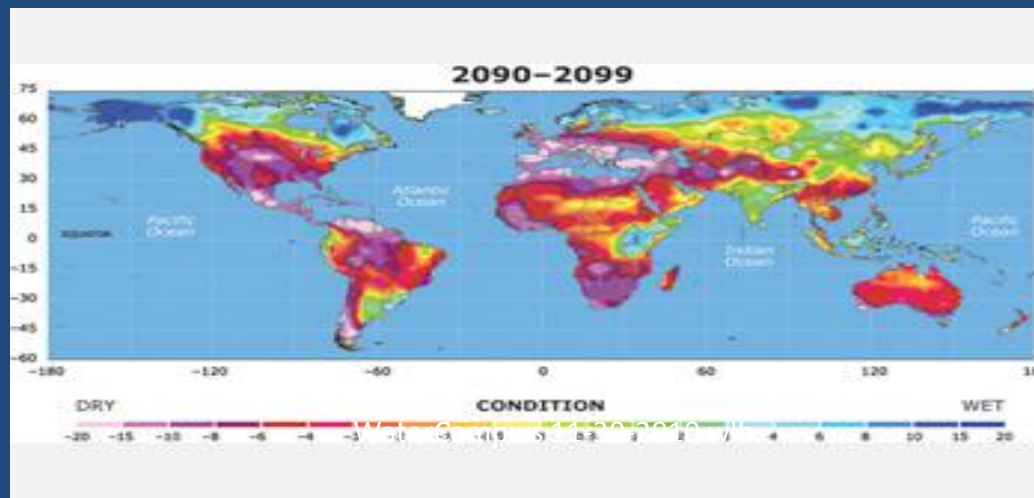 2090–2099
75
60
45
30
15
0
-15
-30
-45
-60
Atlantic
Ocean
Pacific
Ocean
Pacific
Ocean
EQUATOR
Indian
Ocean
-180 -120 -60 0 60 120
DRY CONDITION WET
-20 -15 -10 -8 -6 -4 4 6 8 10 15 20